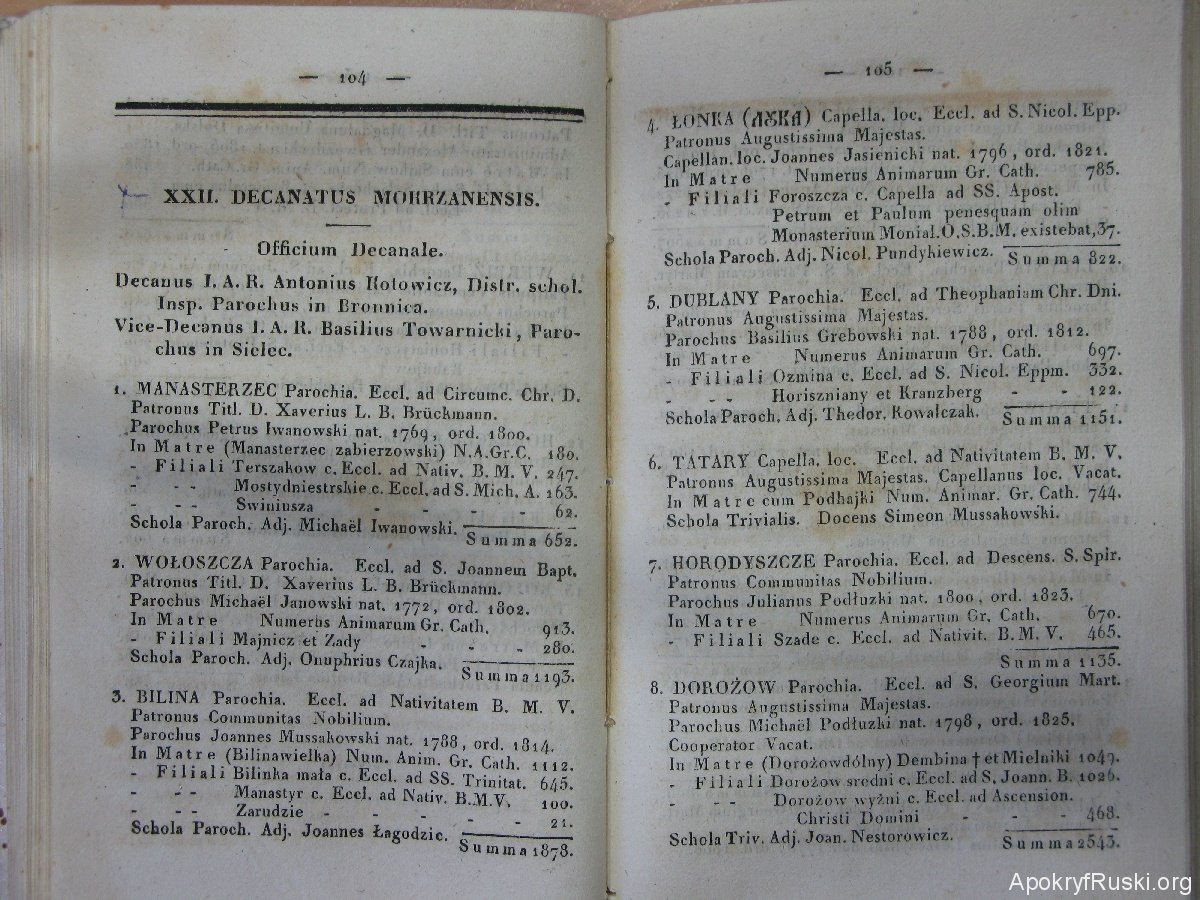 — 104 —
XXII. DECANATUS MOKRZANENSIS.
Officium Decanale.
Decanus I. A. R. Antonius Kotowicz, Distr. schol.
Insp. Parochus in Bronnica.
Vice-Decanus I. A. R. Basilius Towarnicki, Paro-
chus in Sielec.
1. MANASTERZEC Parochia. Eccl. ad Circumc. Chr. D.
Patronus Titl. D. Xaverius L. B. Brückmann.
Parochus Petrus Iwanowski nat. 1769, ord. 1800.
In Matre (Manasterzec zabierzowski) N.A.Gr.C. 180.
- Filiali Terszakow c. Eccl. ad Nativ. B. M. V. 247.
- - - Mostydniestrskie c. Eccl. ad S. Mich. A. 163.
- - - Swiniusza - - - - 62.
Schola Paroch. Adj. Michaël Iwanowski. Summa 652.
2. WOŁOSZCZA Parochia. Eccl. ad S. Joannem Bapt.
Patronus Titl. D. Xaverius L. B. Brückmann.
Parochus Michaël Janowski nat. 1772, ord. 1802.
In Matre Numerus Animarum Gr. Cath. 913.
- Filiali Majnicz et Zady - - - 280.
Schola Paroch. Adj. Onuphrius Czajka. Summa 1193.
3. BILINA Parochia. Eccl. ad Nativitatem B. M. V.
Patronus Communitas Nobilium.
Parochus Joannes Mussakowski nat. 1788, ord. 1814.
In Matre (Bilinawielka) Num. Anim. Gr. Cath. 1112.
- Filiali Bilinka mała c. Eccl. ad SS. Trinitat. 645.
- - - Manastyr c. Eccl. ad Nativ. B.M.V. 100.
- - - Zarudzie - - - - - 21.
Schola Paroch. Adj. Joannes Łagodzic. Summa 1878.
— 105 —
4. ŁONKA (ЛꙊКА) Capella. loc. Eccl. ad S. Nicol. Epp.
Patronus Augustissima Majestas.
Capellan. loc. Joannes Jasienicki nat. 1796, ord. 1821.
In Matre Numerus Animarum Gr. Cath. 785.
- Filiali Foroszcza c. Capella ad SS. Apost.
Petrum et Paulum penesquam olim
Monasterium Monial. O.S.B.M. existebat, 37.
Schola Paroch. Adj. Nicol. Pundykiewicz. Summa 822.
5. DUBLANY Parochia. Eccl. ad Theophaniam Chr. Dni.
Patronus Augustissima Majestas.
Parochus Basilius Grebowski nat. 1788, ord. 1812.
In Matre Numerus Animarum Gr. Cath. 697.
- Filiali Ozmina c. Eccl. ad S. Nicol. Eppm. 332.
- - - Horiszniany et Kranzberg - - 122.
Schola Paroch. Adj. Thedor. Kowalczak. Summa 1151.
6. TATARY Capella. loc. Eccl. ad Nativitatem B. M. V.
Patronus Augustissima Majestas. Capellanus loc. Vacat.
In Matre cum Podhajki Num. Animar. Gr. Cath. 744.
Schola Trivialis. Docens Simeon Mussakowski.
7. HORODYSZCZE Parochia. Eccl. ad Descens. S. Spir.
Patronus Communitas Nobilium.
Parochus Julianus Podłuzki nat. 1800, ord. 1823.
In Matre Numerus Animarum Gr. Cath. 670.
- Filiali Szade c. Eccl. ad Nativit. B. M. V. 465.
Summa 1135.
8. DOROŻOW Parochia. Eccl. ad S. Georgium Mart.
Patronus Augustissima Majestas.
Parochus Michaël Podłuzki nat. 1798, ord. 1825.
Cooperator Vacat.
In Matre (Dorożowdólny) Dembina † et Mielniki 1049.
- Filiali Dorożow sredni c. Eccl. ad S. Joann. B. 1026.
- - - Dorożow wyżni c. Eccl. ad Ascension.
Christi Domini - - - 468.
Schola Triv. Adj. Joan. Nestorowicz. Summa 2543.
ApokryfRuski.org